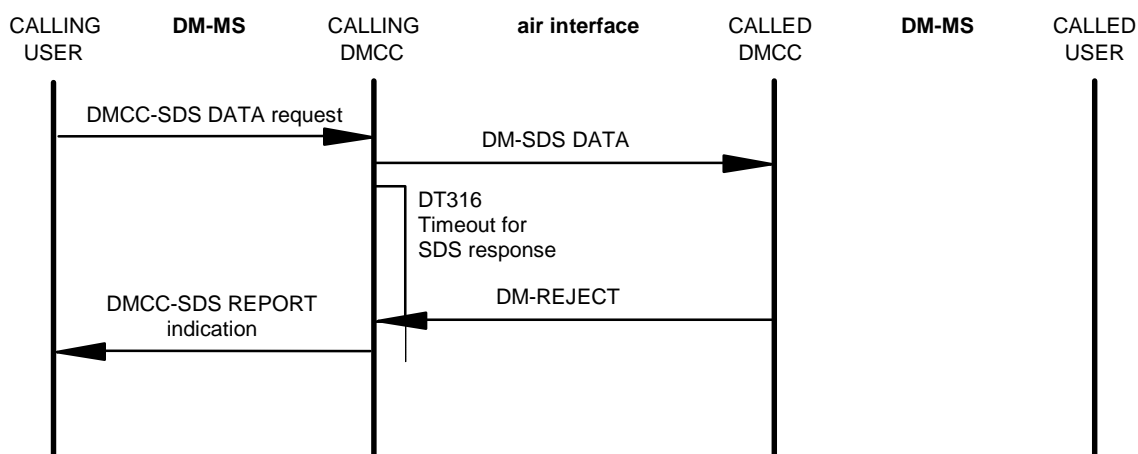 CALLING USER
DM-MS
CALLING DMCC
air interface
CALLED DMCC
DM-MS
CALLED USER
DMCC-SDS DATA request
DM-SDS DATA
DT316
Timeout for
SDS response
DM-REJECT
DMCC-SDS REPORT
indication